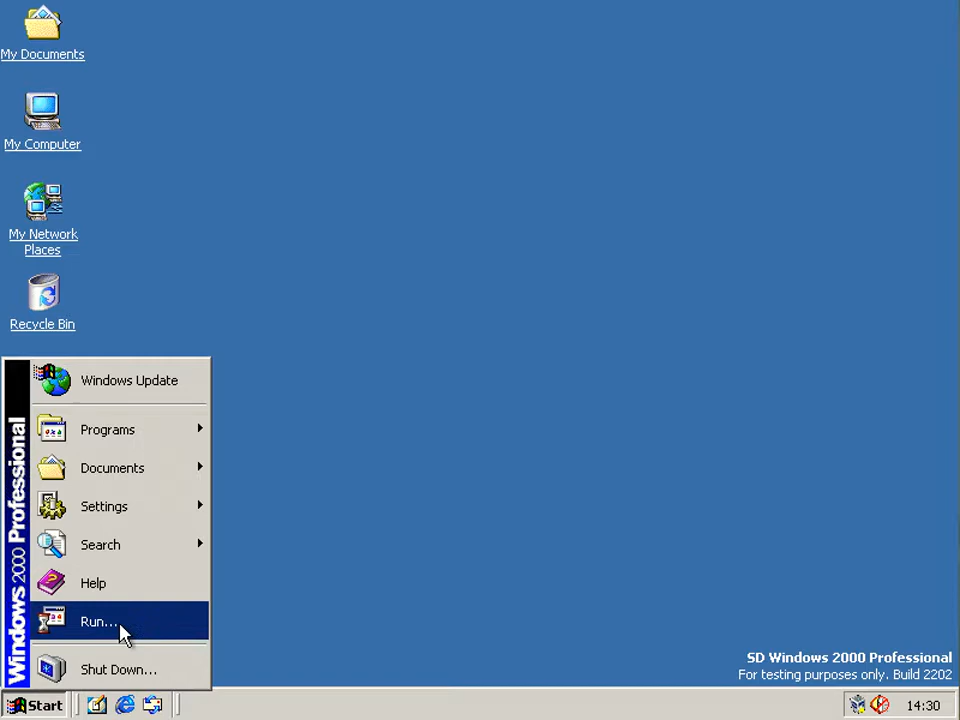 My Documents
My Computer
My Network
Places
Recycle Bin
Windows 2000 Professional
Windows Update
Programs
Documents
Settings
Search
Help
Run...
Shut Down...
SD Windows 2000 Professional
For testing purposes only. Build 2202
Start
14:30